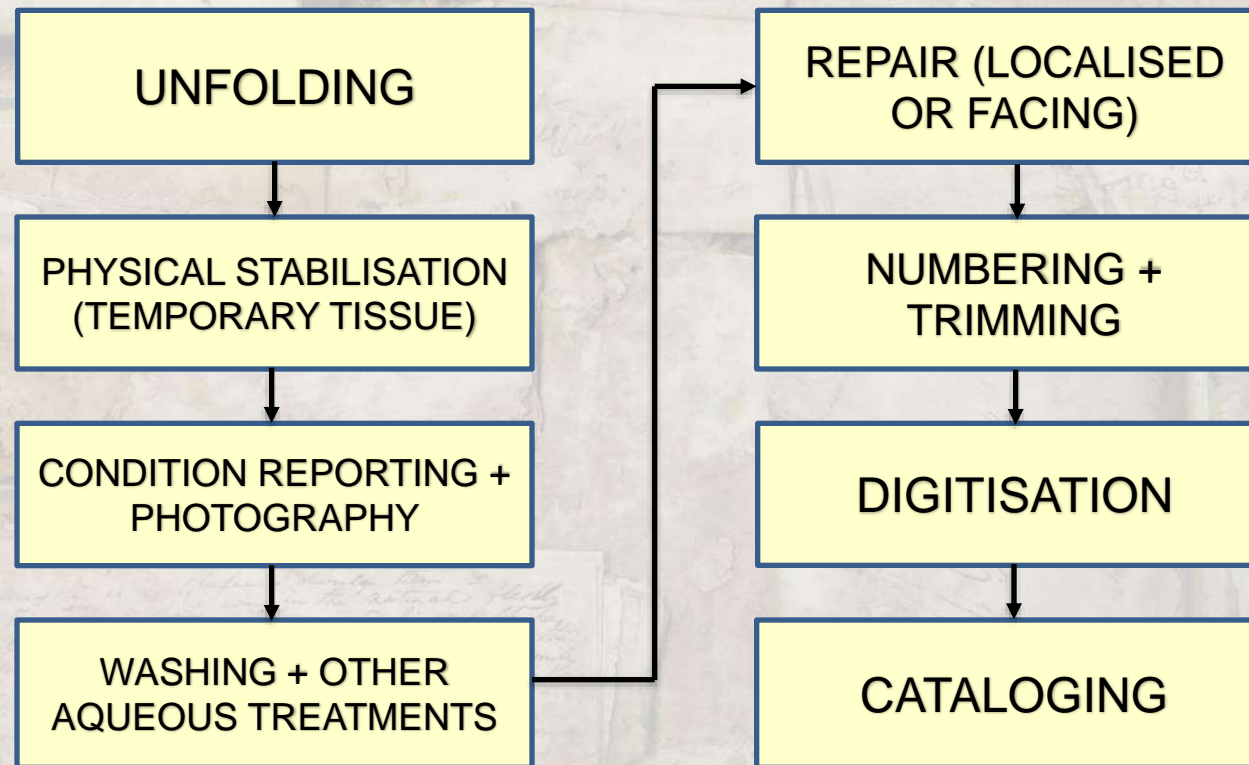 UNFOLDING
PHYSICAL STABILISATION
(TEMPORARY TISSUE)
CONDITION REPORTING +
PHOTOGRAPHY
WASHING + OTHER
AQUEOUS TREATMENTS
REPAIR (LOCALISED
OR FACING)
NUMBERING +
TRIMMING
DIGITISATION
CATALOGING